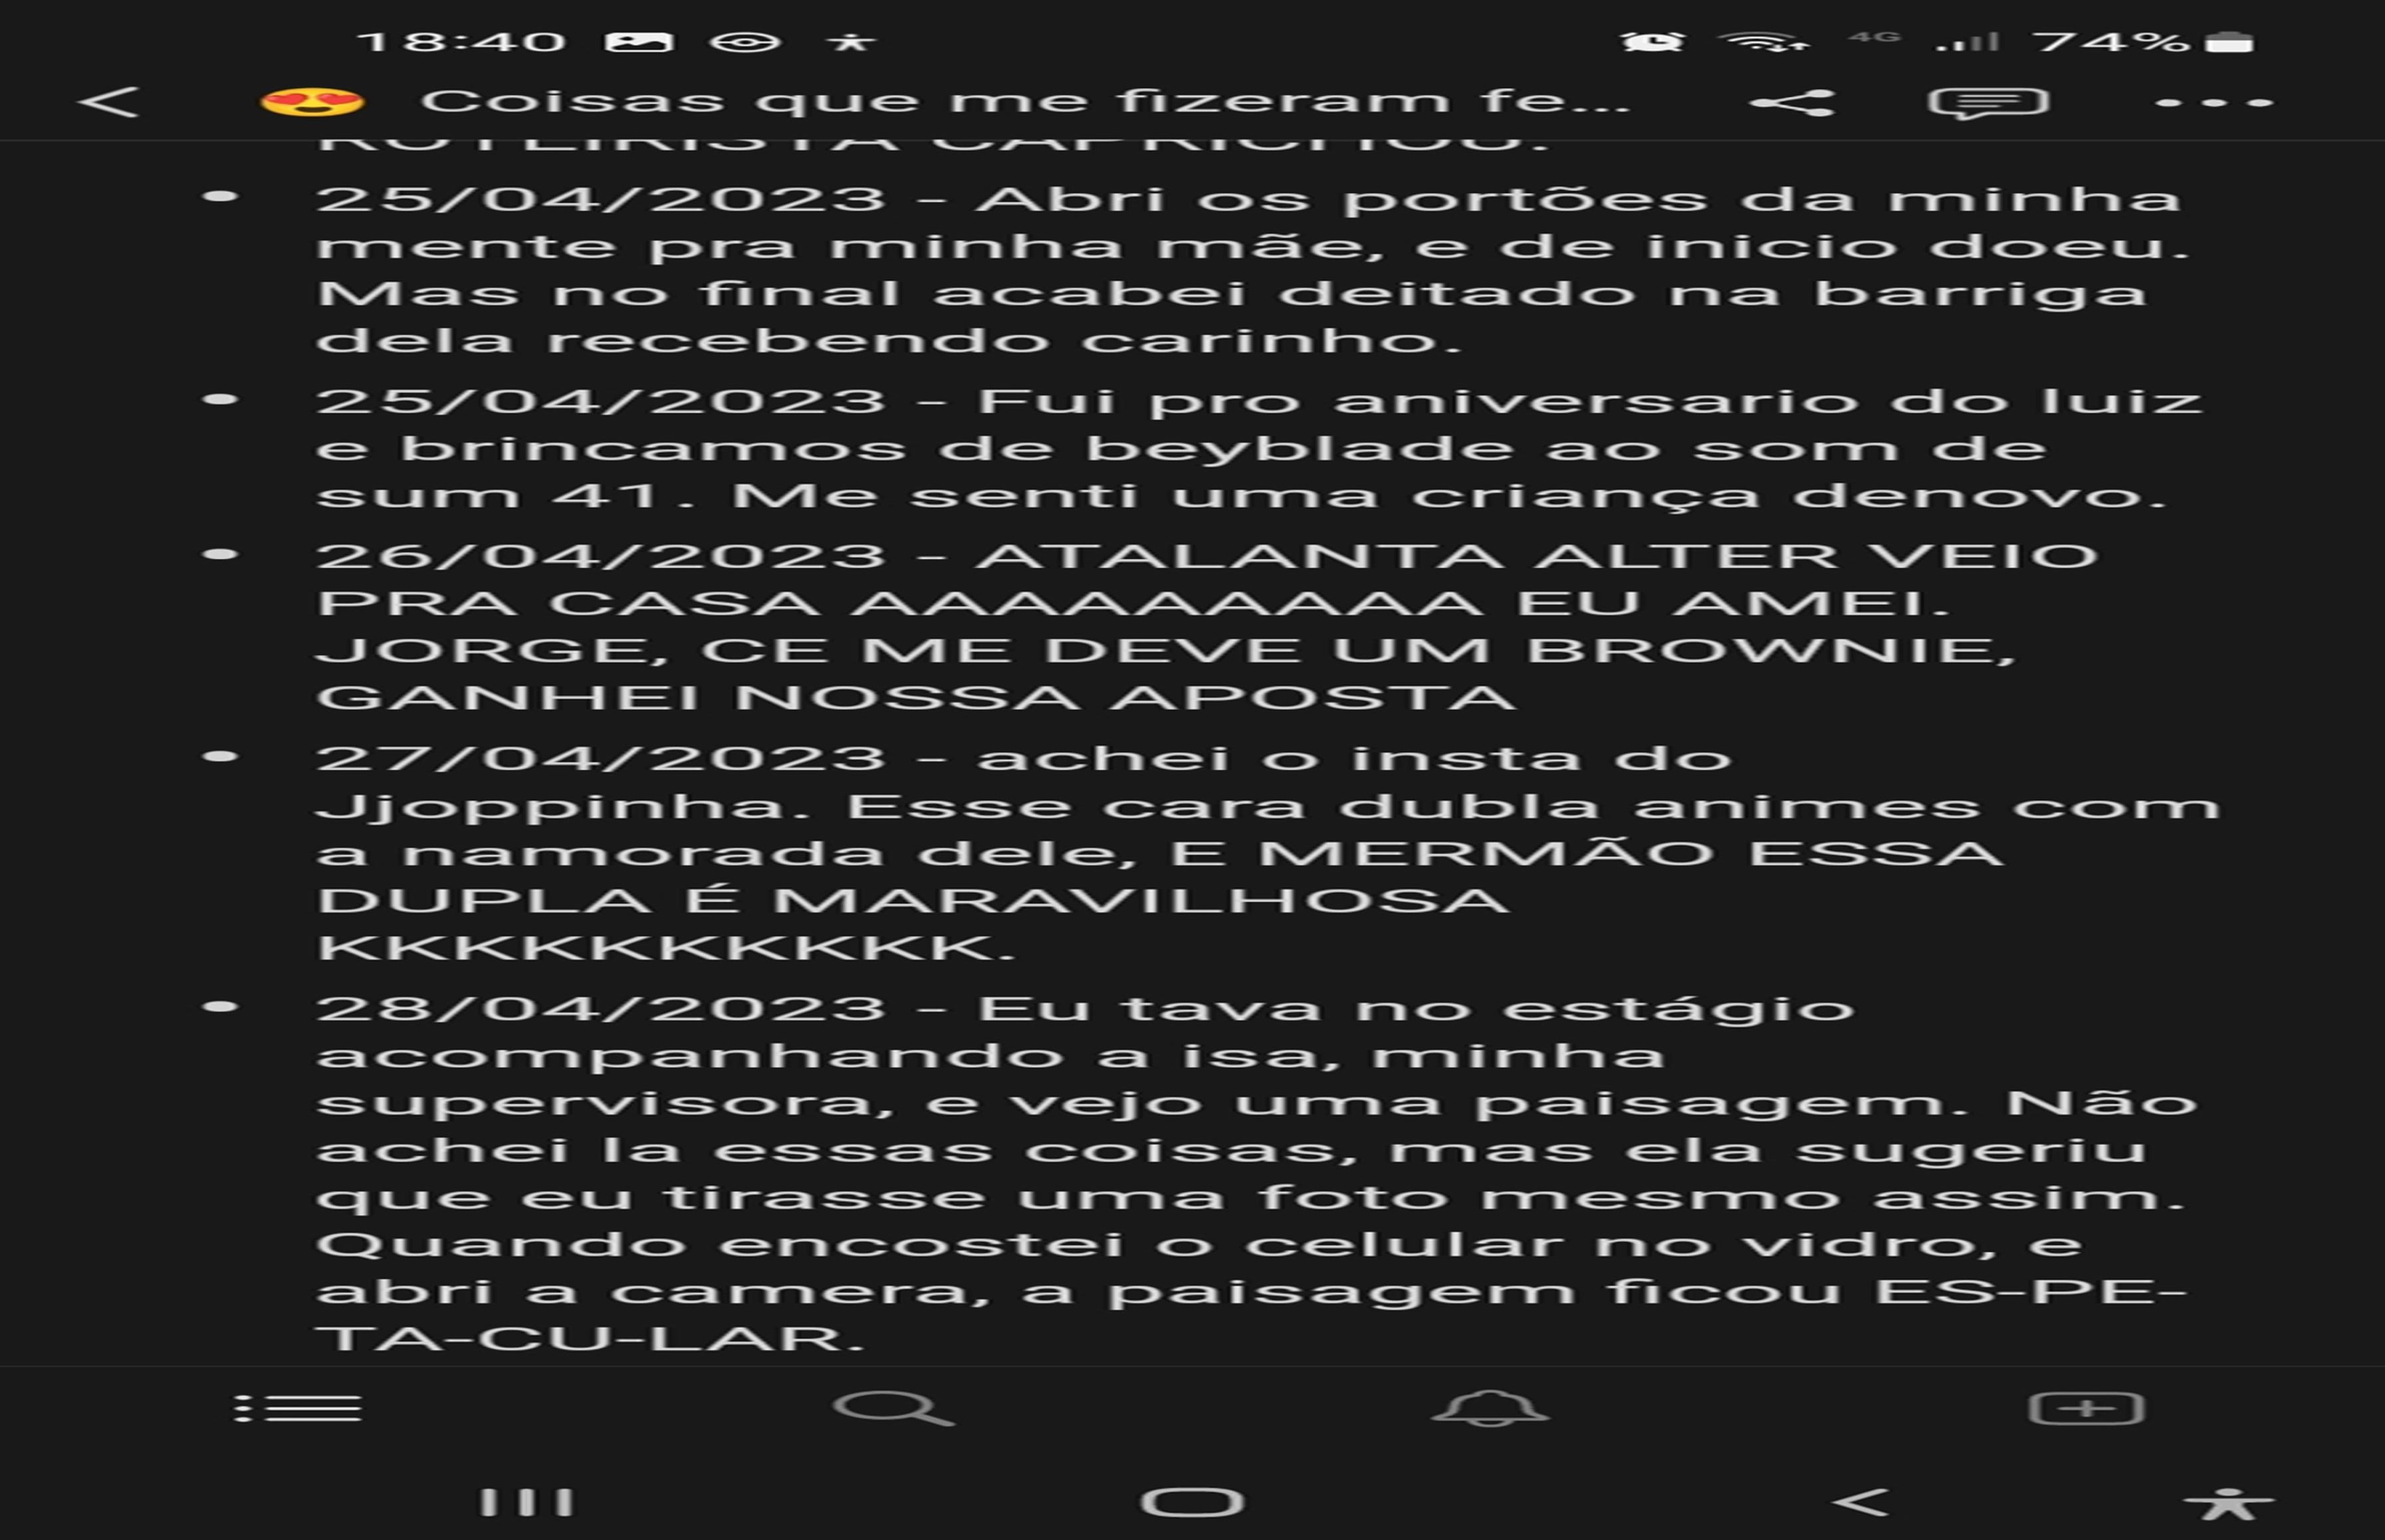 18:40
4G
74%
Coisas que me fizeram fe...
ROTEIRISTA CAPRICHOU.
• 25/04/2023 - Abri os portões da minha
mente pra minha mãe, e de inicio doeu.
Mas no final acabei deitado na barriga
dela recebendo carinho.
• 25/04/2023 - Fui pro aniversario do luiz
e brincamos de beyblade ao som de
sum 41. Me senti uma criança denovo.
• 26/04/2023 - ATALANTA ALTER VEIO
PRA CASA AAAAAAAAAA EU AMEI.
JORGE, CE ME DEVE UM BROWNIE,
GANHEI NOSSA APOSTA
• 27/04/2023 - achei o insta do
Jjoppinha. Esse cara dubla animes com
a namorada dele, E MERMÃO ESSA
DUPLA É MARAVILHOSA
KKKKKKKKKK.
• 28/04/2023 - Eu tava no estágio
acompanhando a isa, minha
supervisora, e vejo uma paisagem. Não
achei la essas coisas, mas ela sugeriu
que eu tirasse uma foto mesmo assim.
Quando encostei o celular no vidro, e
abri a camera, a paisagem ficou ES-PE-
TA-CU-LAR.